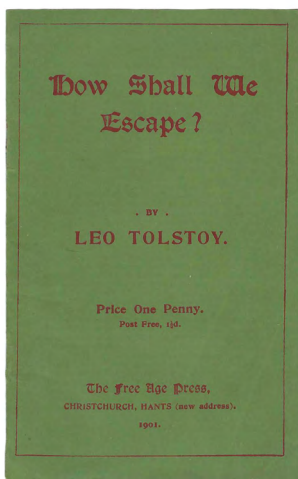 How Shall We
Escape?
. BY .
LEO TOLSTOY.
Price One Penny.
Post Free, 1½d.
The Free Age Press,
CHRISTCHURCH, HANTS (new address).
1901.